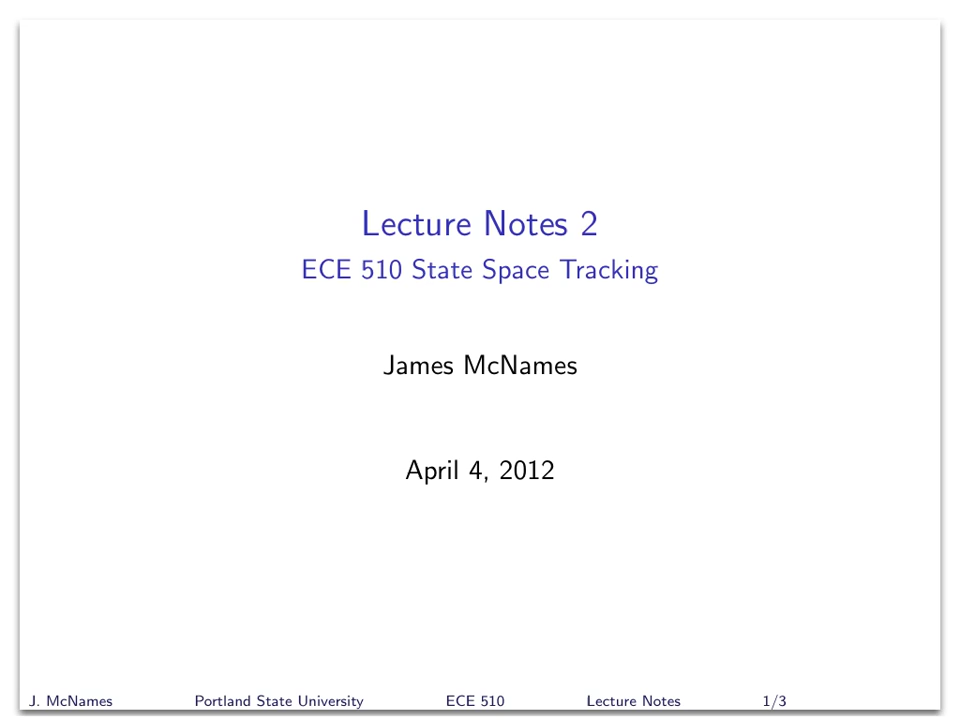 Lecture Notes 2
ECE 510 State Space Tracking
James McNames
April 4, 2012
J. McNames Portland State University ECE 510 Lecture Notes 1/3